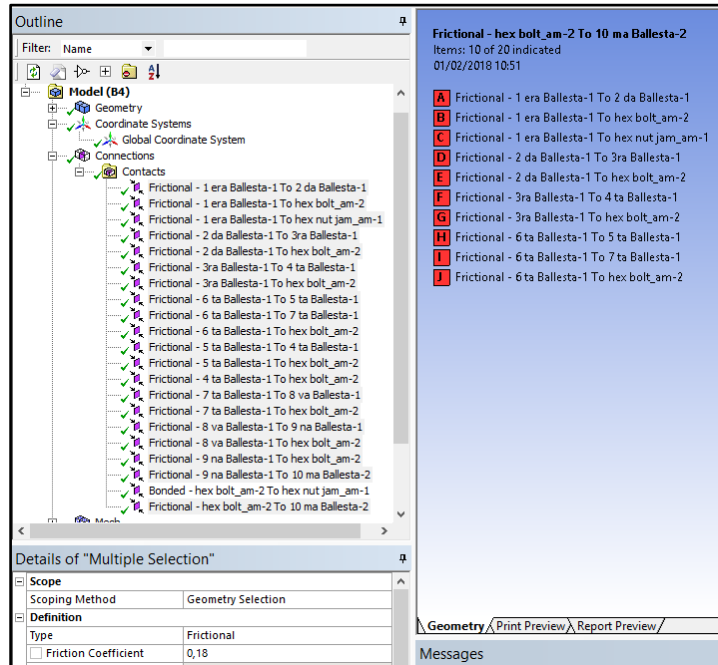 Outline
Filter: Name
Model (B4)
Geometry
Coordinate Systems
Global Coordinate System
Connections
Contacts
Frictional - 1 era Ballesta-1 To 2 da Ballesta-1
Frictional - 1 era Ballesta-1 To hex bolt_am-2
Frictional - 1 era Ballesta-1 To hex nut jam_am-1
Frictional - 2 da Ballesta-1 To 3ra Ballesta-1
Frictional - 2 da Ballesta-1 To hex bolt_am-2
Frictional - 3ra Ballesta-1 To 4 ta Ballesta-1
Frictional - 3ra Ballesta-1 To hex bolt_am-2
Frictional - 6 ta Ballesta-1 To 5 ta Ballesta-1
Frictional - 6 ta Ballesta-1 To 7 ta Ballesta-1
Frictional - 6 ta Ballesta-1 To hex bolt_am-2
Frictional - 5 ta Ballesta-1 To 4 ta Ballesta-1
Frictional - 5 ta Ballesta-1 To hex bolt_am-2
Frictional - 4 ta Ballesta-1 To hex bolt_am-2
Frictional - 7 ta Ballesta-1 To 8 va Ballesta-1
Frictional - 7 ta Ballesta-1 To hex bolt_am-2
Frictional - 8 va Ballesta-1 To 9 na Ballesta-1
Frictional - 8 va Ballesta-1 To hex bolt_am-2
Frictional - 9 na Ballesta-1 To hex bolt_am-2
Frictional - 9 na Ballesta-1 To 10 ma Ballesta-2
Bonded - hex bolt_am-2 To hex nut jam_am-1
Frictional - hex bolt_am-2 To 10 ma Ballesta-2
Mesh
Details of "Multiple Selection"
Scope
Scoping Method Geometry Selection
Definition
Type Frictional
Friction Coefficient 0,18
Frictional - hex bolt_am-2 To 10 ma Ballesta-2
Items: 10 of 20 indicated
01/02/2018 10:51
A Frictional - 1 era Ballesta-1 To 2 da Ballesta-1
B Frictional - 1 era Ballesta-1 To hex bolt_am-2
C Frictional - 1 era Ballesta-1 To hex nut jam_am-1
D Frictional - 2 da Ballesta-1 To 3ra Ballesta-1
E Frictional - 2 da Ballesta-1 To hex bolt_am-2
F Frictional - 3ra Ballesta-1 To 4 ta Ballesta-1
G Frictional - 3ra Ballesta-1 To hex bolt_am-2
H Frictional - 6 ta Ballesta-1 To 5 ta Ballesta-1
I Frictional - 6 ta Ballesta-1 To 7 ta Ballesta-1
J Frictional - 6 ta Ballesta-1 To hex bolt_am-2
Geometry Print Preview Report Preview
Messages